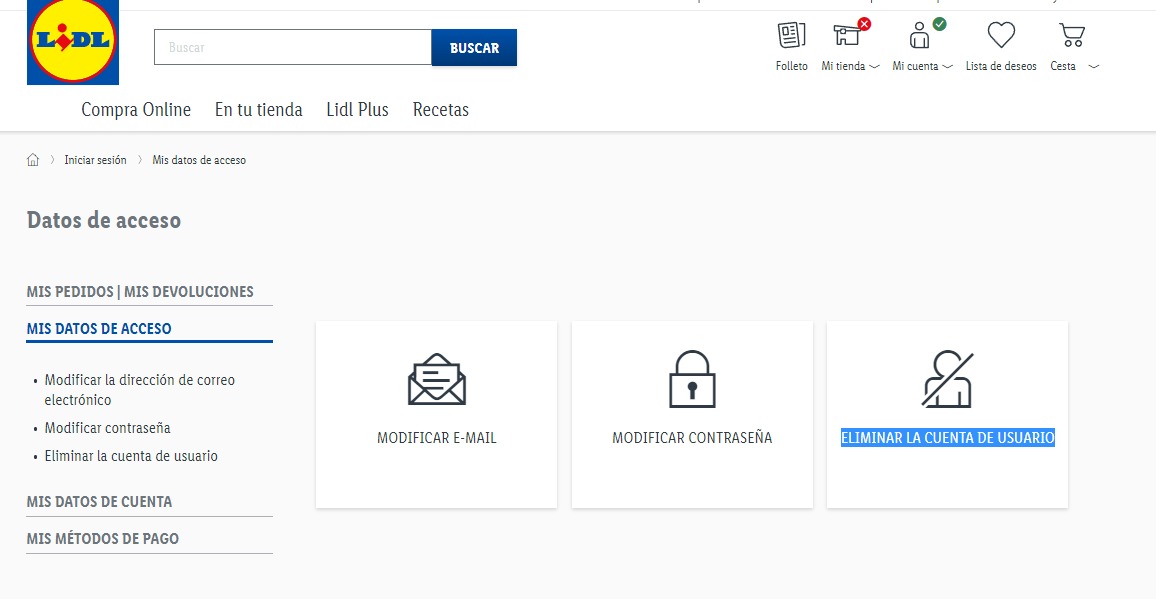 LIDL
Buscar
BUSCAR
Folleto
Mi tienda
Mi cuenta
Lista de deseos
Cesta
Compra Online
En tu tienda
Lidl Plus
Recetas
Iniciar sesión
Mis datos de acceso
Datos de acceso
MIS PEDIDOS | MIS DEVOLUCIONES
MIS DATOS DE ACCESO
• Modificar la dirección de correo
electrónico
• Modificar contraseña
• Eliminar la cuenta de usuario
MIS DATOS DE CUENTA
MIS MÉTODOS DE PAGO
MODIFICAR E-MAIL
MODIFICAR CONTRASEÑA
ELIMINAR LA CUENTA DE USUARIO